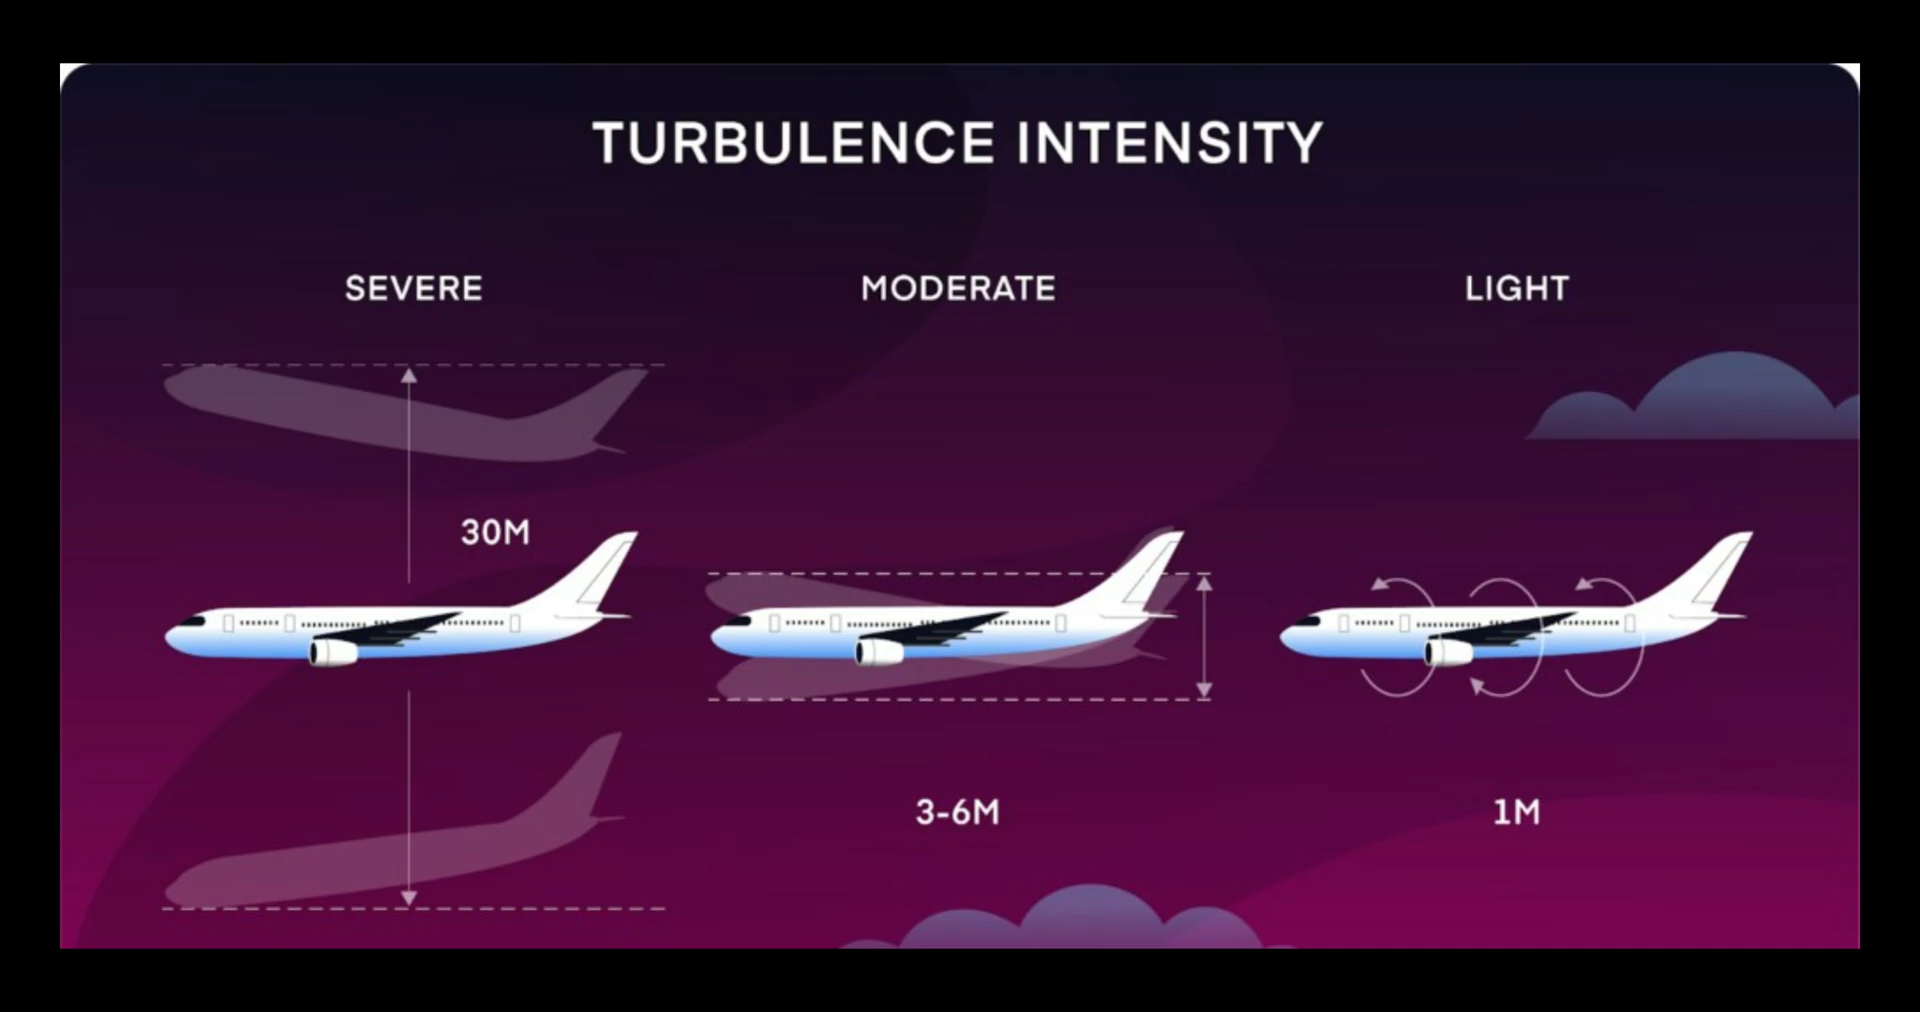 TURBULENCE INTENSITY
SEVERE
MODERATE
LIGHT
30M
3-6M
1M